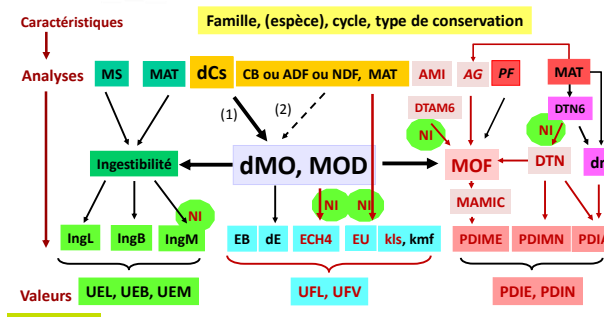 Caractéristiques
Famille, (espèce), cycle, type de conservation
Analyses
MS
MAT
dCs
CB ou ADF ou NDF, MAT
AMI
AG
PF
MAT
(1)
(2)
DTAM6
DTN6
NI
NI
Ingestibilité
dMO, MOD
MOF
DTN
MAMIC
NI
NI
NI
IngL
IngB
IngM
EB
dE
ECH4
EU
kls, kmf
PDIME
PDIMN
Valeurs
UEL, UEB, UEM
UFL, UFV
PDIE, PDIN